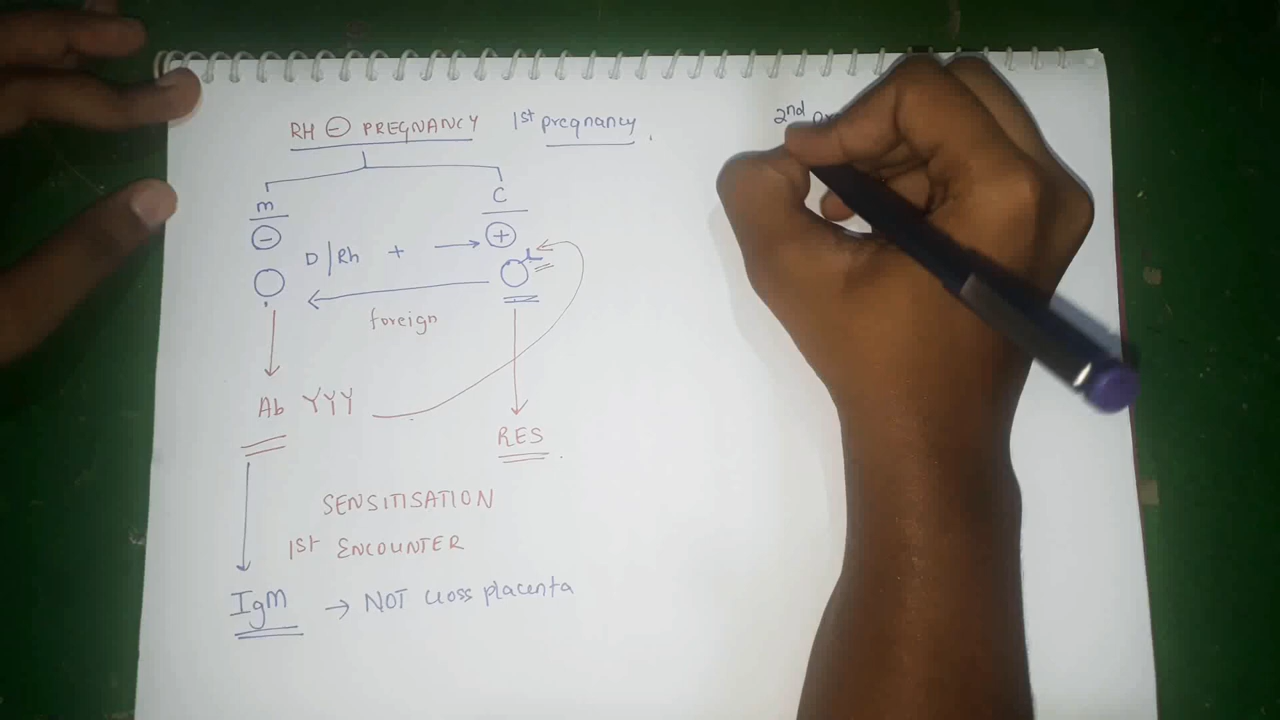 RH ⊖ PREGNANCY 1st pregnancy.
2nd
m C
⊖ ⊕
D/Rh + →
foreign
Ab YYY
RES
SENSITISATION
1st ENCOUNTER
IgM → NOT cross placenta